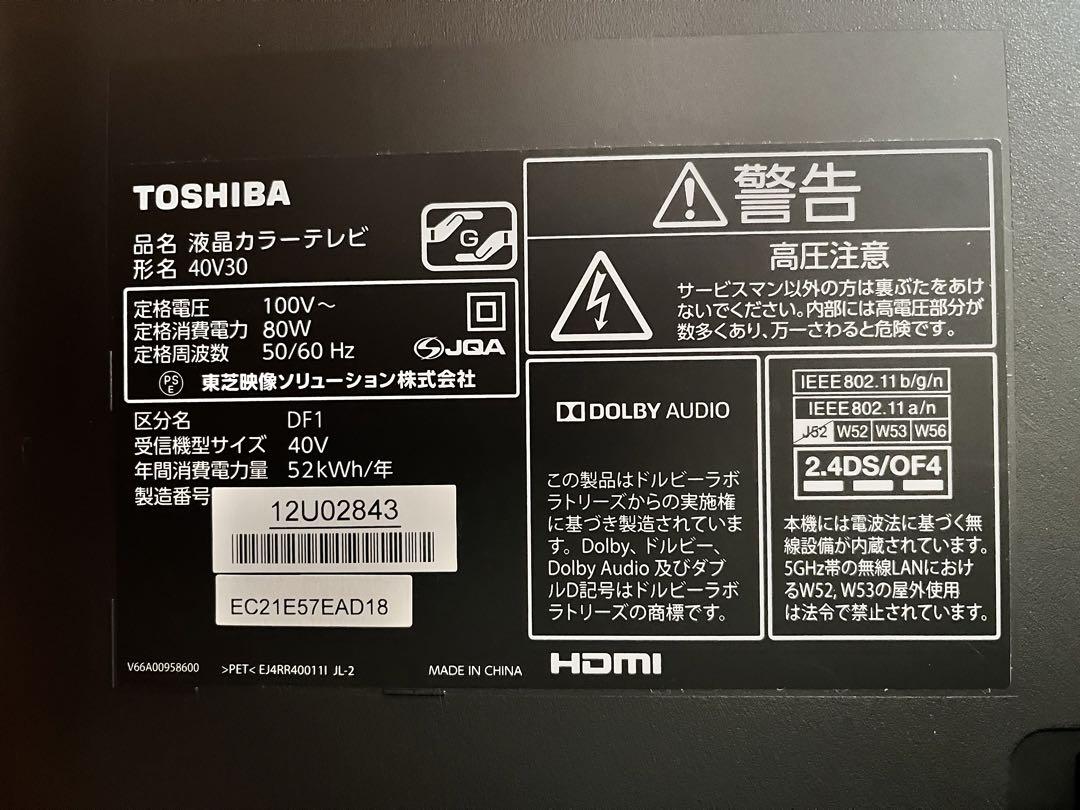 TOSHIBA
品名 液晶カラーテレビ
形名 40V30
G
定格電圧 100V～
定格消費電力 80W
定格周波数 50/60 Hz
JQA
PSE 東芝映像ソリューション株式会社
区分名 DF1
受信機型サイズ 40V
年間消費電力量 52kWh/年
製造番号
12U02843
EC21E57EAD18
V66A00958600 >PET< EJ4RR40011I JL-2 MADE IN CHINA
警告
高圧注意
サービスマン以外の方は裏ぶたをあけ
ないでください。内部には高電圧部分が
数多くあり、万一さわると危険です。
DOLBY AUDIO
この製品はドルビーラボ
ラトリーズからの実施権
に基づき製造されていま
す。Dolby、ドルビー、
Dolby Audio 及びダブ
ルD記号はドルビーラボ
ラトリーズの商標です。
HDMI
IEEE802.11b/g/n
IEEE802.11a/n
J52 W52 W53 W56
2.4DS/OF4
本機には電波法に基づく無
線設備が内蔵されています。
5GHz帯の無線LANにおけ
るW52, W53の屋外使用
は法令で禁止されています。